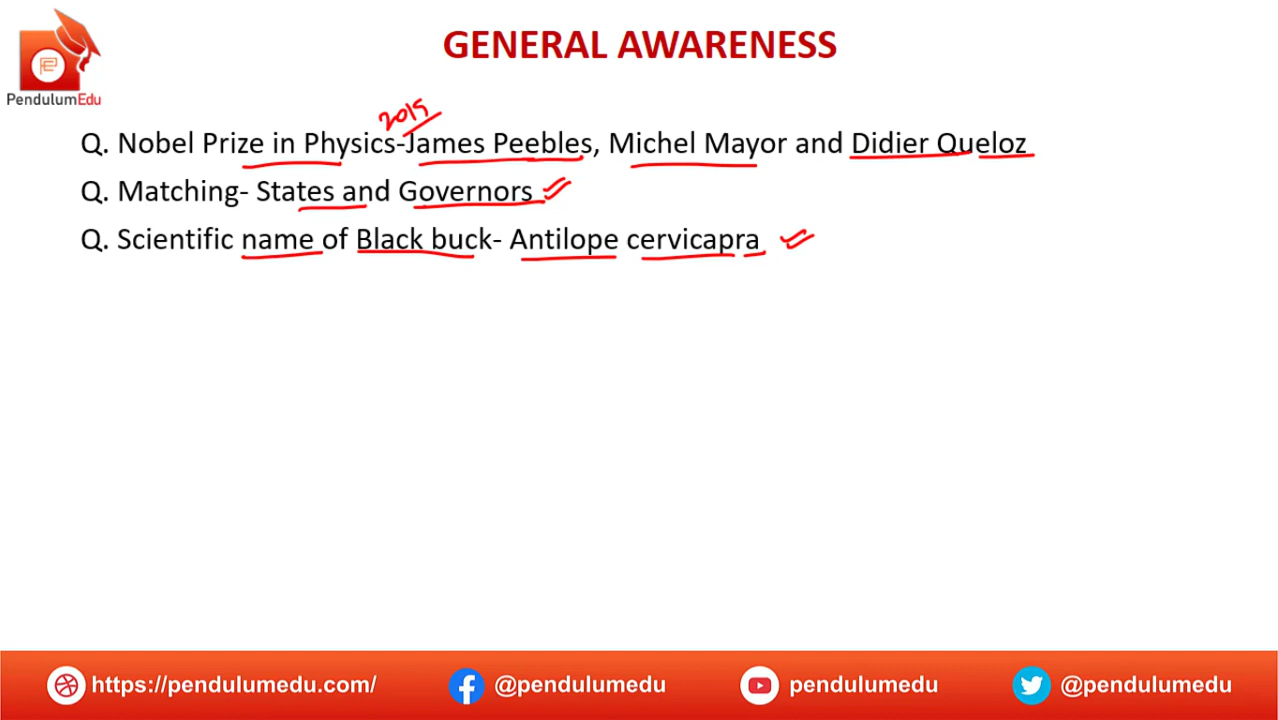 GENERAL AWARENESS
PendulumEdu
2019
Q. Nobel Prize in Physics-James Peebles, Michel Mayor and Didier Queloz
Q. Matching- States and Governors
Q. Scientific name of Black buck- Antilope cervicapra
https://pendulumedu.com/ @pendulumedu pendulumedu @pendulumedu